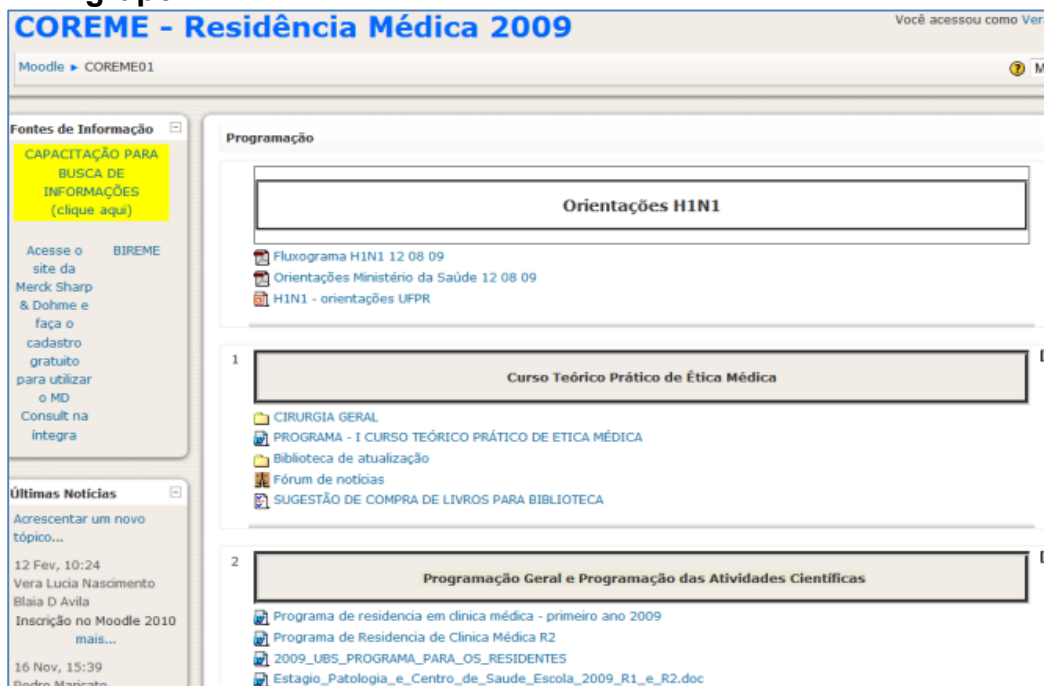 COREME - Residência Médica 2009
Você acessou como
Moodle ► COREME01
Fontes de Informação
CAPACITAÇÃO PARA
BUSCA DE
INFORMAÇÕES
(clique aqui)
Acesse o
site da
Merck Sharp
& Dohme e
faça o
cadastro
gratuito
para utilizar
o MD
Consult na
íntegra
BIREME
Últimas Notícias
Acrescentar um novo
tópico...
12 Fev, 10:24
Vera Lucia Nascimento
Blaia D Avila
Inscrição no Moodle 2010
mais...
16 Nov, 15:39
Pedro Maricato
Programação
Orientações H1N1
Fluxograma H1N1 12 08 09
Orientações Ministério da Saúde 12 08 09
H1N1 - orientações UFPR
1
Curso Teórico Prático de Ética Médica
CIRURGIA GERAL
PROGRAMA - I CURSO TEÓRICO PRÁTICO DE ETICA MÉDICA
Biblioteca de atualização
Fórum de notícias
SUGESTÃO DE COMPRA DE LIVROS PARA BIBLIOTECA
2
Programação Geral e Programação das Atividades Científicas
Programa de residencia em clinica médica - primeiro ano 2009
Programa de Residencia de Clinica Médica R2
2009_UBS_PROGRAMA_PARA_OS_RESIDENTES
Estagio_Patologia_e_Centro_de_Saude_Escola_2009_R1_e_R2.doc